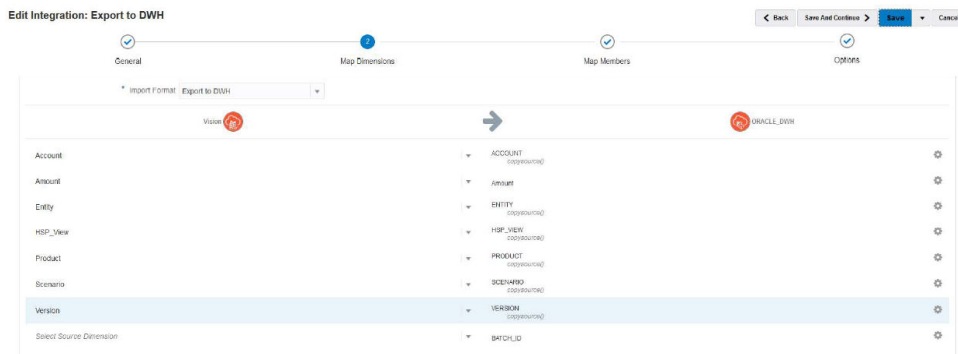 Edit Integration: Export to DWH
Back Save And Continue Save Cancel
2
General Map Dimensions Map Members Options
* Import Format Export to DWH
Vision ORACLE_DWH
Account ACCOUNT
copysource()
Amount Amount
Entity ENTITY
copysource()
HSP_View HSP_VIEW
copysource()
Product PRODUCT
copysource()
Scenario SCENARIO
copysource()
Version VERSION
copysource()
Select Source Dimension BATCH_ID